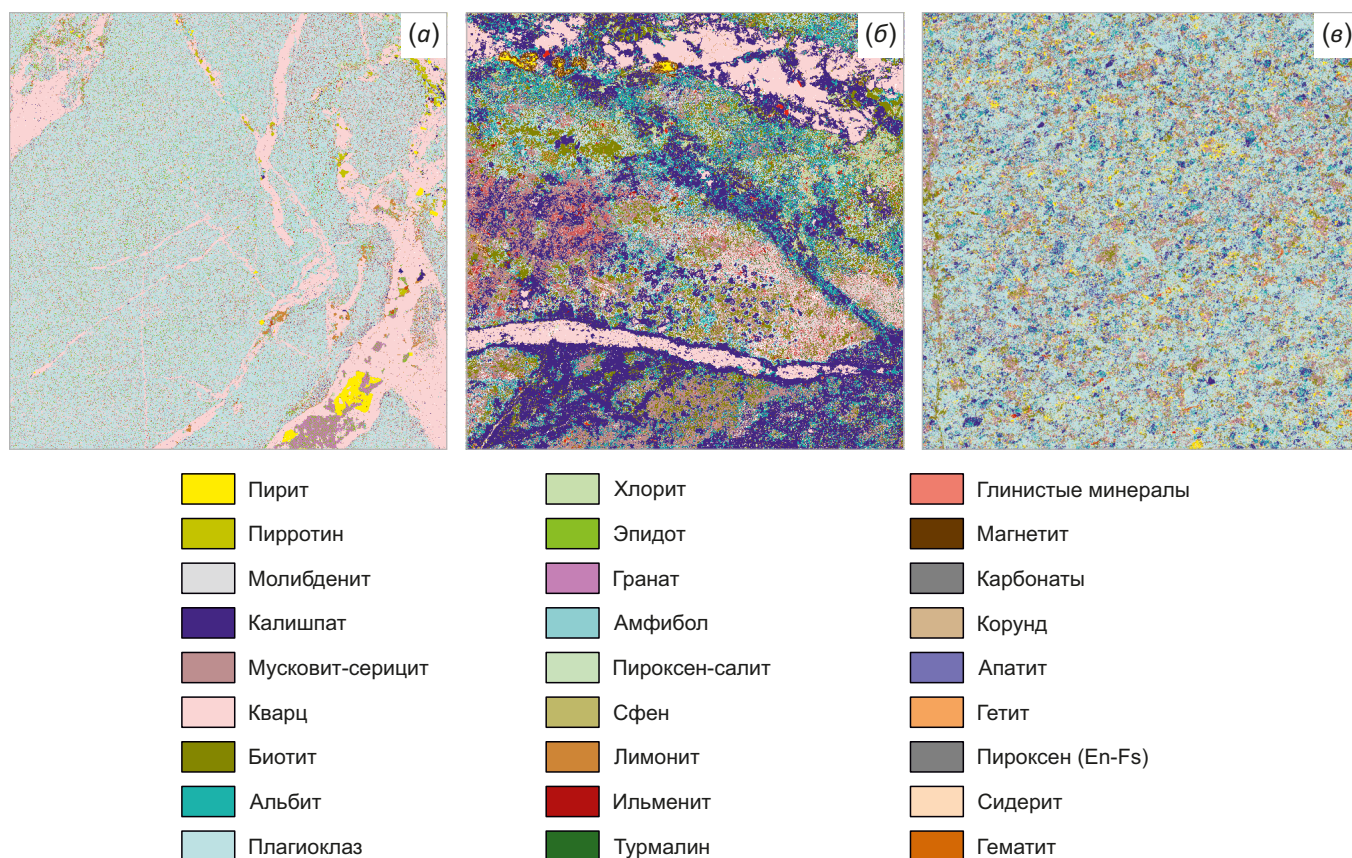 (а) (б) (в)
Пирит Хлорит Глинистые минералы
Пирротин Эпидот Магнетит
Молибденит Гранат Карбонаты
Калишпат Амфибол Корунд
Мусковит-серицит Пироксен-салит Апатит
Кварц Сфен Гетит
Биотит Лимонит Пироксен (En-Fs)
Альбит Ильменит Сидерит
Плагиоклаз Турмалин Гематит